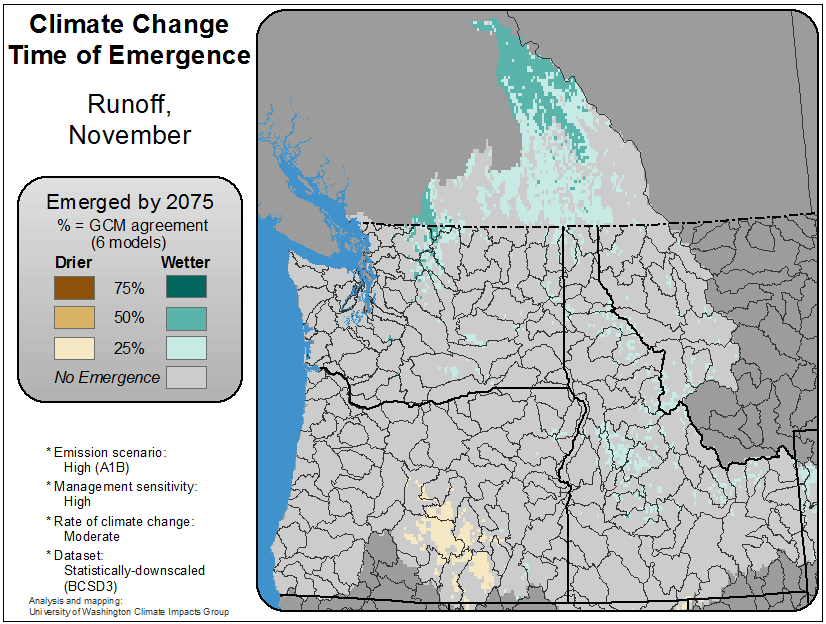 Climate Change
Time of Emergence
Runoff,
November
Emerged by 2075
% = GCM agreement
(6 models)
Drier Wetter
75%
50%
25%
No Emergence
* Emission scenario:
High (A1B)
* Management sensitivity:
High
* Rate of climate change:
Moderate
* Dataset:
Statistically-downscaled
(BCSD3)
Analysis and mapping:
University of Washington Climate Impacts Group